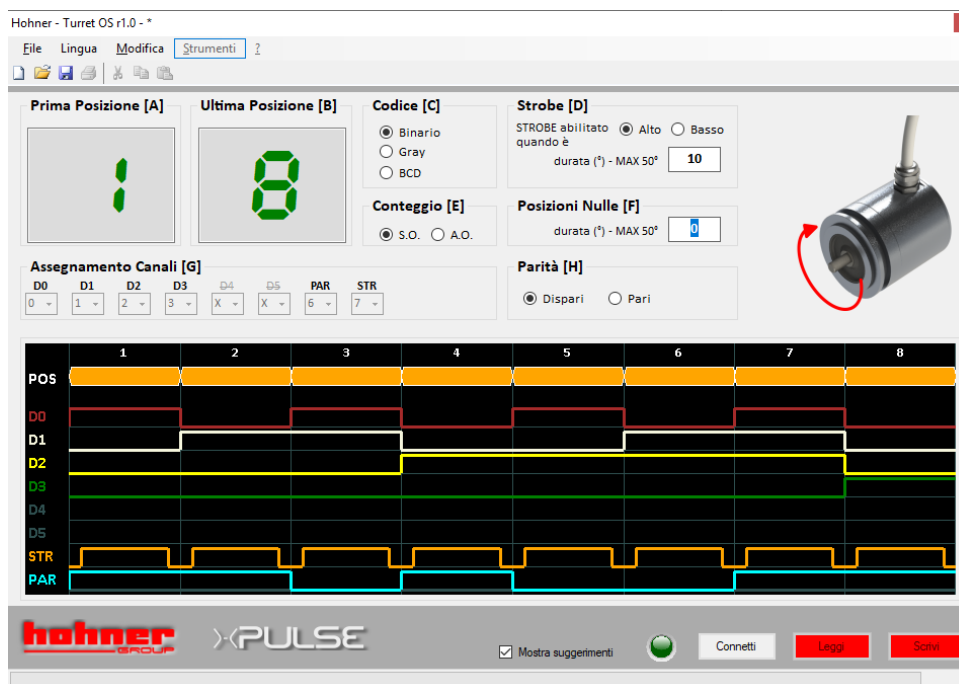 Hohner - Turret OS r1.0 - *
File Lingua Modifica Strumenti ?
Prima Posizione [A] Ultima Posizione [B] Codice [C] Strobe [D]
1 8
Binario
Gray
BCD
STROBE abilitato quando è Alto Basso
durata (°) - MAX 50° 10
Conteggio [E] Posizioni Nulle [F]
S.O. A.O.
durata (°) - MAX 50° 0
Assegnamento Canali [G] Parità [H]
D0 D1 D2 D3 D4 D5 PAR STR
0 1 2 3 X X 6 7
Dispari Pari
1 2 3 4 5 6 7 8
POS
D0
D1
D2
D3
D4
D5
STR
PAR
hohner GROUP XPULSE
Mostra suggerimenti Connetti Leggi Scrivi